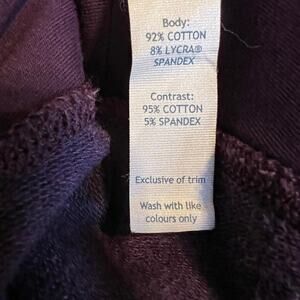 Body:
92% COTTON
8% LYCRA®
SPANDEX
Contrast:
95% COTTON
5% SPANDEX
Exclusive of trim
Wash with like
colours only